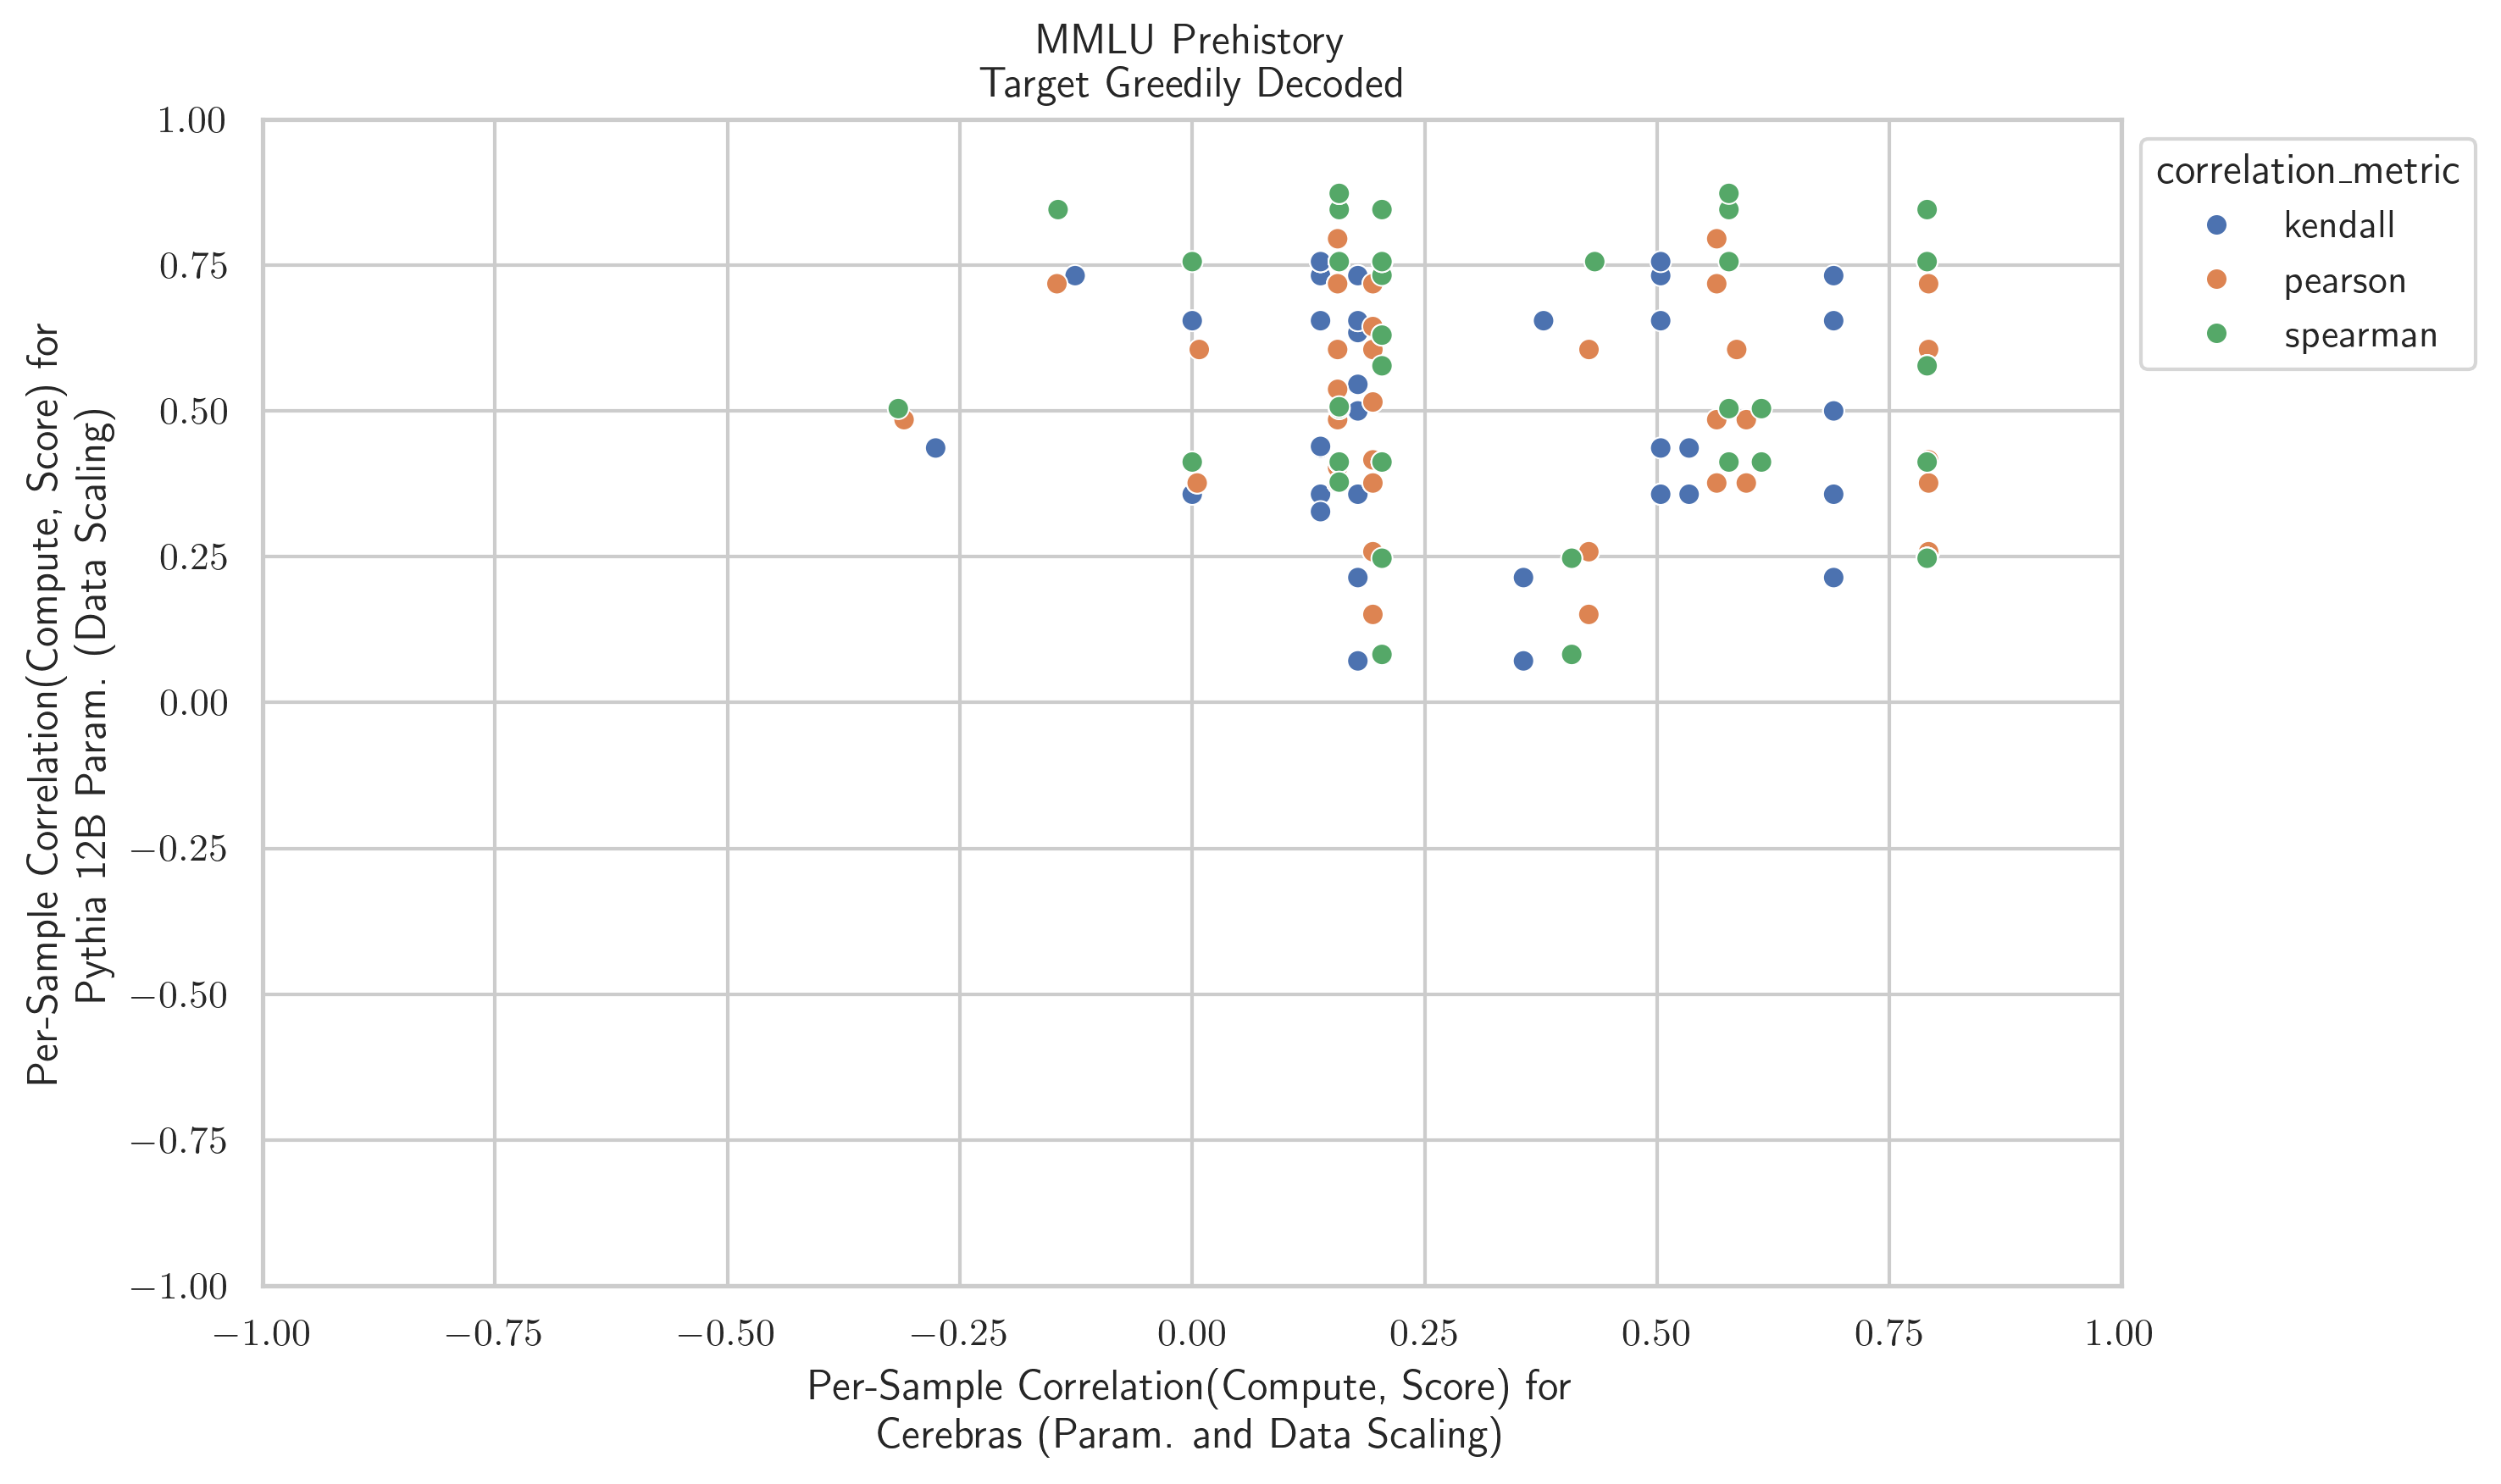 MMLU Prehistory
Target Greedily Decoded
Per-Sample Correlation(Compute, Score) for
Pythia 12B Param. (Data Scaling)
1.00
0.75
0.50
0.25
0.00
−0.25
−0.50
−0.75
−1.00
−1.00 −0.75 −0.50 −0.25 0.00 0.25 0.50 0.75 1.00
Per-Sample Correlation(Compute, Score) for
Cerebras (Param. and Data Scaling)
correlation_metric
kendall
pearson
spearman